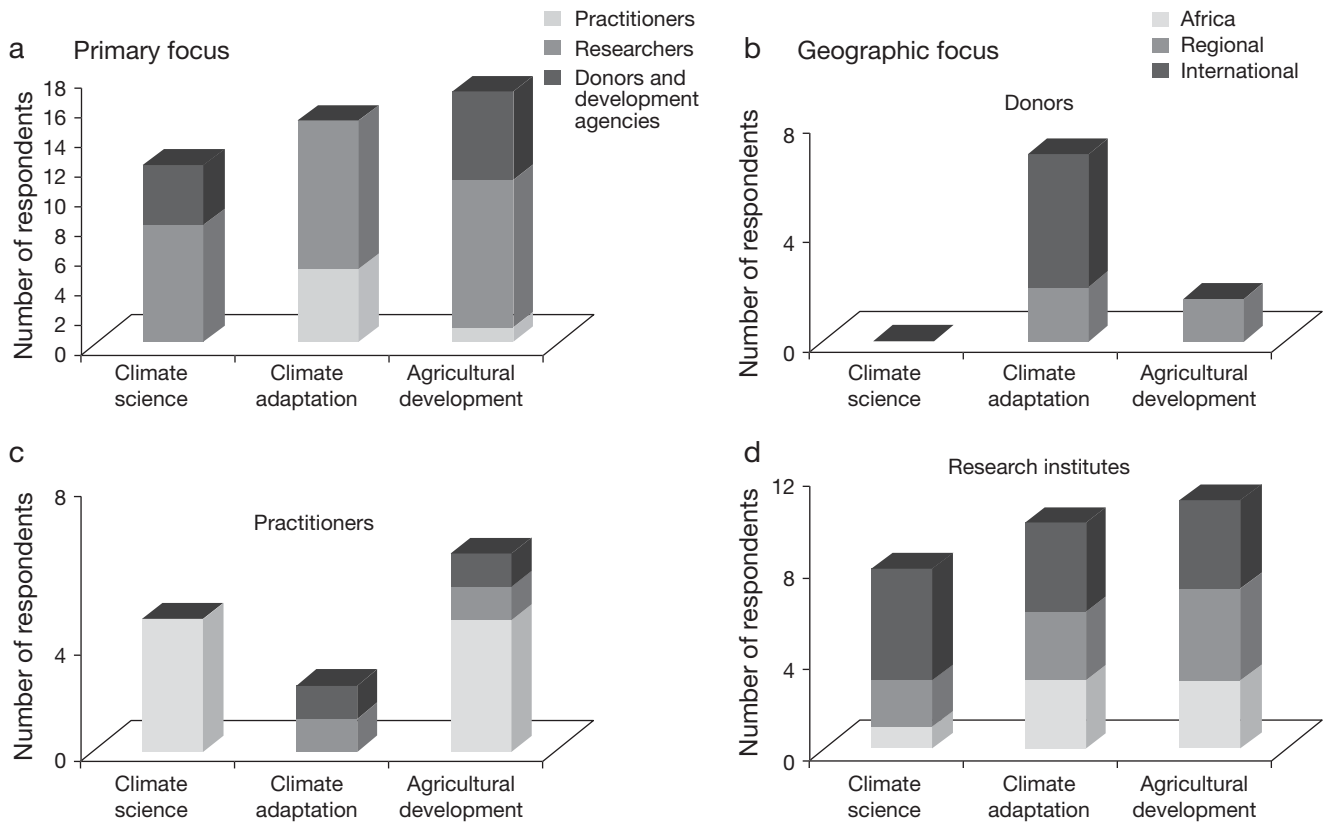 a
Primary focus
Practitioners
Researchers
Donors and
development
agencies
Number of respondents
18
16
14
12
10
8
6
4
2
0
Climate
science
Climate
adaptation
Agricultural
development
b
Geographic focus
Africa
Regional
International
Donors
Number of respondents
8
4
0
Climate
science
Climate
adaptation
Agricultural
development
c
Practitioners
Number of respondents
8
4
0
Climate
science
Climate
adaptation
Agricultural
development
d
Research institutes
Number of respondents
12
8
4
0
Climate
science
Climate
adaptation
Agricultural
development